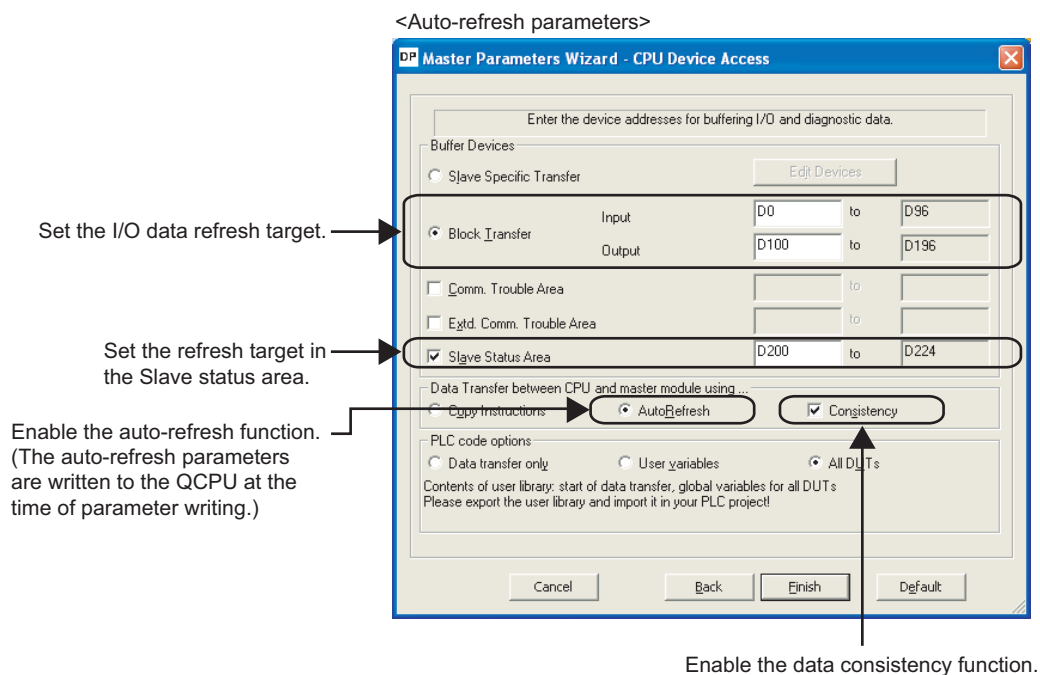 <Auto-refresh parameters>
DP Master Parameters Wizard - CPU Device Access
Enter the device addresses for buffering I/O and diagnostic data.
Buffer Devices
Slave Specific Transfer
Edit Devices
Set the I/O data refresh target.
Block Transfer
Input
D0
to
D96
Output
D100
to
D196
Comm. Trouble Area
to
Extd. Comm. Trouble Area
to
Set the refresh target in
the Slave status area.
Slave Status Area
D200
to
D224
Data Transfer between CPU and master module using ...
Copy Instructions
AutoRefresh
Consistency
Enable the auto-refresh function.
(The auto-refresh parameters
are written to the QCPU at the
time of parameter writing.)
PLC code options
Data transfer only
User variables
All DUTs
Contents of user library: start of data transfer, global variables for all DUTs
Please export the user library and import it in your PLC project!
Cancel
Back
Finish
Default
Enable the data consistency function.